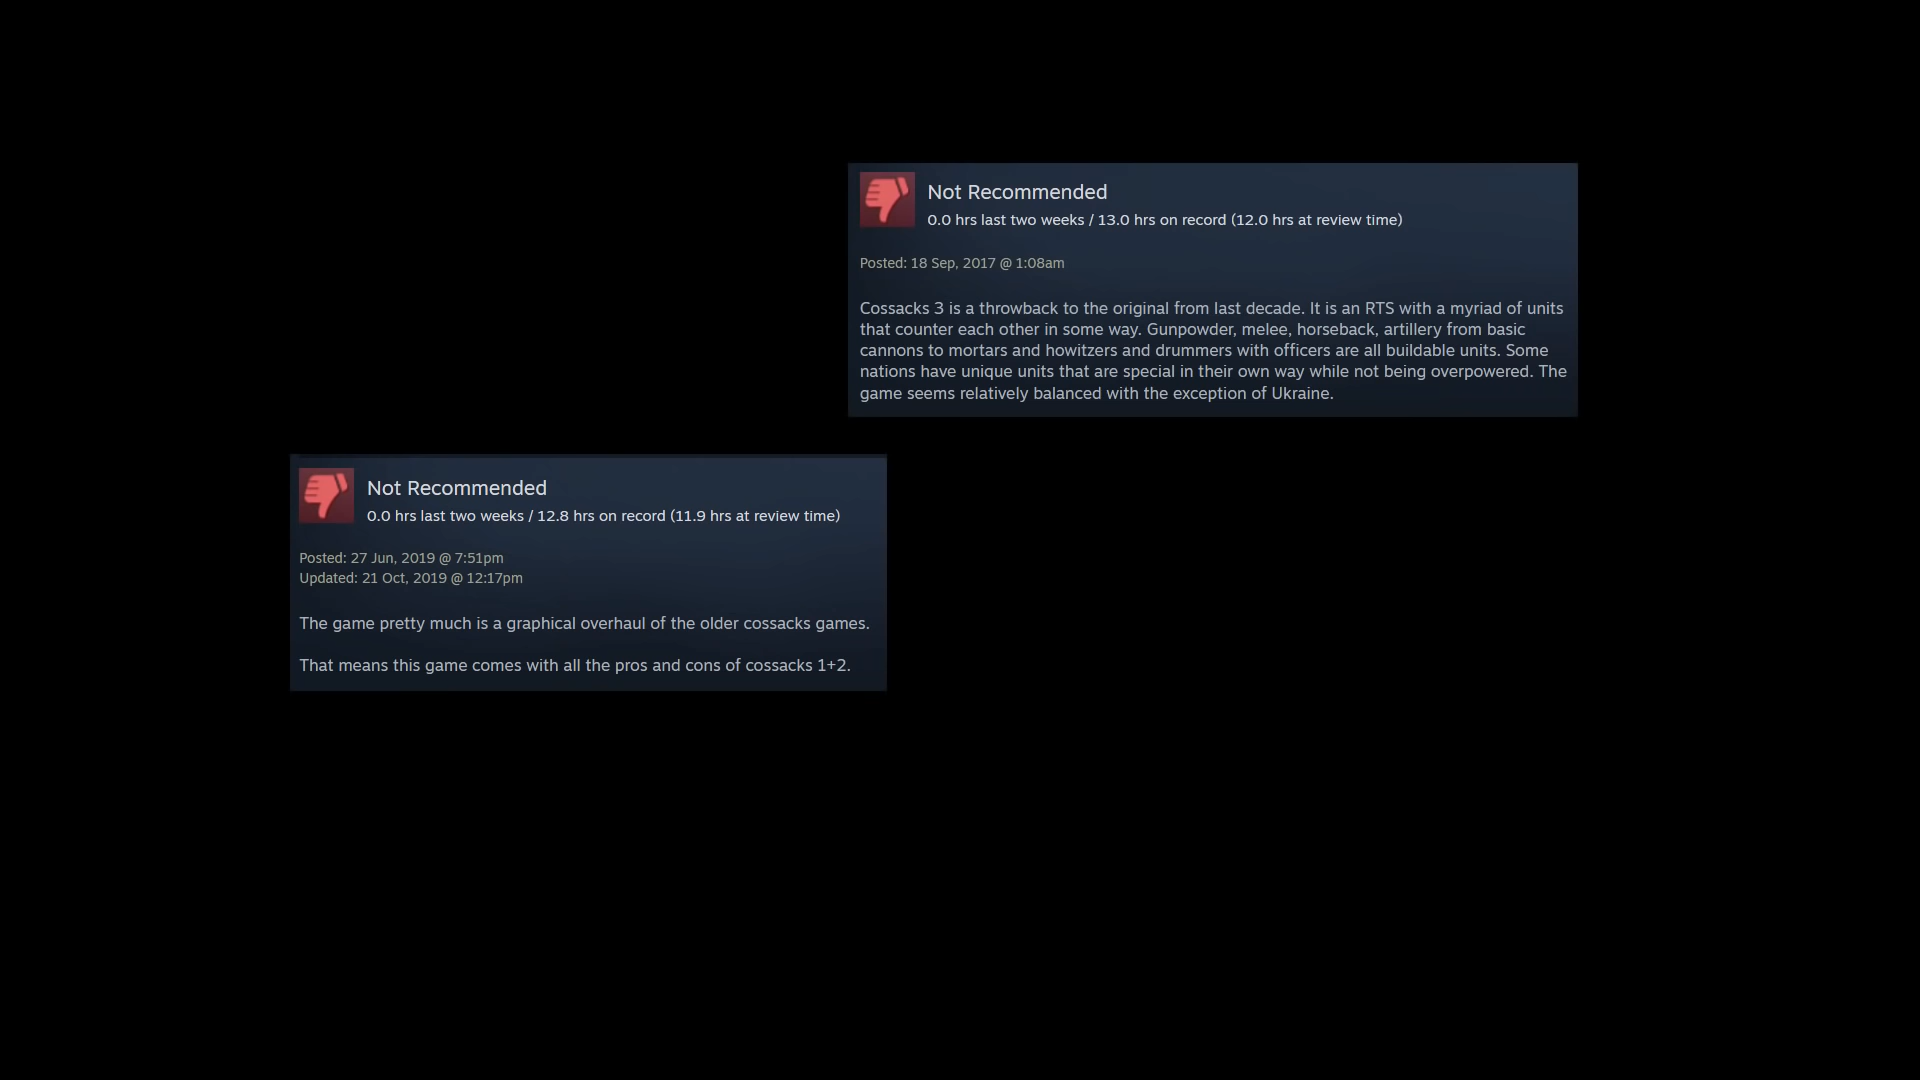 Not Recommended
0.0 hrs last two weeks / 13.0 hrs on record (12.0 hrs at review time)
Posted: 18 Sep, 2017 @ 1:08am
Cossacks 3 is a throwback to the original from last decade. It is an RTS with a myriad of units
that counter each other in some way. Gunpowder, melee, horseback, artillery from basic
cannons to mortars and howitzers and drummers with officers are all buildable units. Some
nations have unique units that are special in their own way while not being overpowered. The
game seems relatively balanced with the exception of Ukraine.
Not Recommended
0.0 hrs last two weeks / 12.8 hrs on record (11.9 hrs at review time)
Posted: 27 Jun, 2019 @ 7:51pm
Updated: 21 Oct, 2019 @ 12:17pm
The game pretty much is a graphical overhaul of the older cossacks games.
That means this game comes with all the pros and cons of cossacks 1+2.